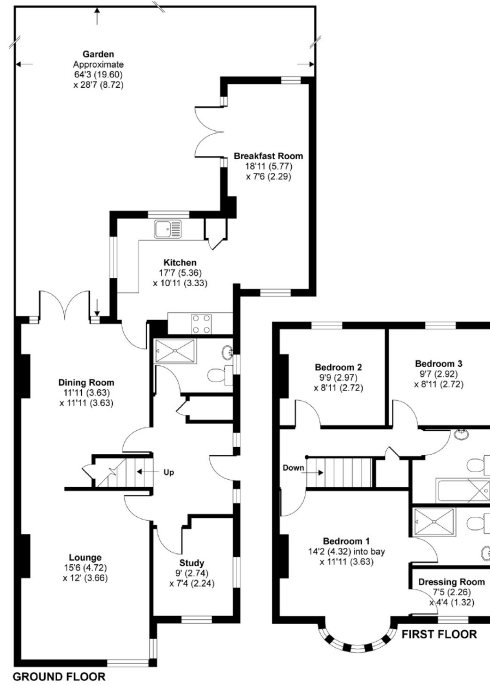 Garden
Approximate
64'3 (19.60)
x 28'7 (8.72)
Breakfast Room
18'11 (5.77)
x 7'6 (2.29)
Kitchen
17'7 (5.36)
x 10'11 (3.33)
Dining Room
11'11 (3.63)
x 11'11 (3.63)
Up
Lounge
15'6 (4.72)
x 12' (3.66)
Study
9' (2.74)
x 7'4 (2.24)
GROUND FLOOR
Bedroom 2
9'9 (2.97)
x 8'11 (2.72)
Bedroom 3
9'7 (2.92)
x 8'11 (2.72)
Down
Bedroom 1
14'2 (4.32) into bay
x 11'11 (3.63)
Dressing Room
7'5 (2.26)
x 4'4 (1.32)
FIRST FLOOR